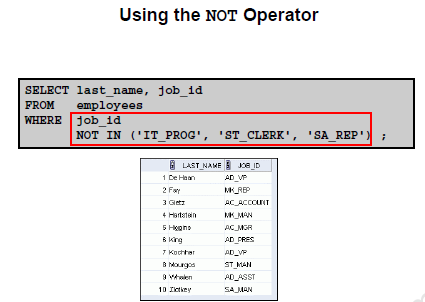 Using the NOT Operator
SELECT last_name, job_id
FROM employees
WHERE job_id
NOT IN ('IT_PROG', 'ST_CLERK', 'SA_REP') ;
LAST_NAME JOB_ID
1 De Haan AD_VP
2 Fay MK_REP
3 Gietz AC_ACCOUNT
4 Hartstein MK_MAN
5 Higgins AC_MGR
6 King AD_PRES
7 Kochhar AD_VP
8 Mourgos ST_MAN
9 Whalen AD_ASST
10 Zlotkey SA_MAN